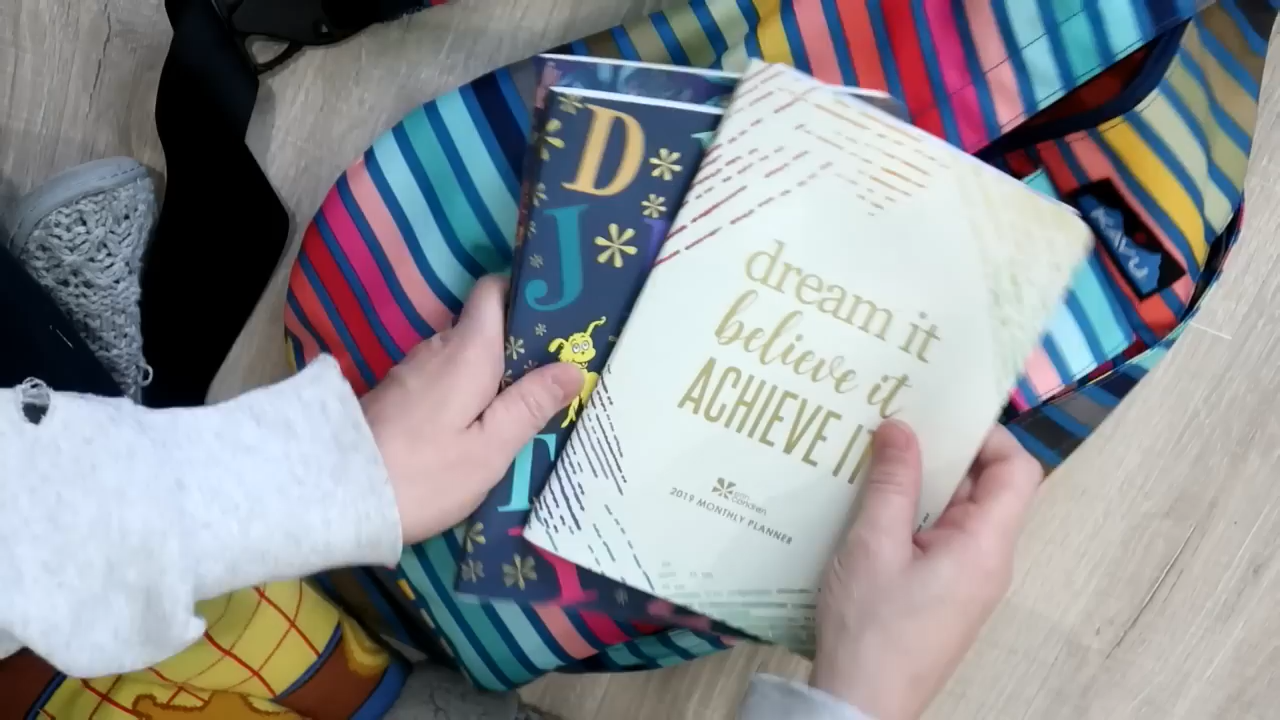 D
J
T
dream it
believe it
ACHIEVE IT
erin condren
2019 MONTHLY PLANNER
KAVU